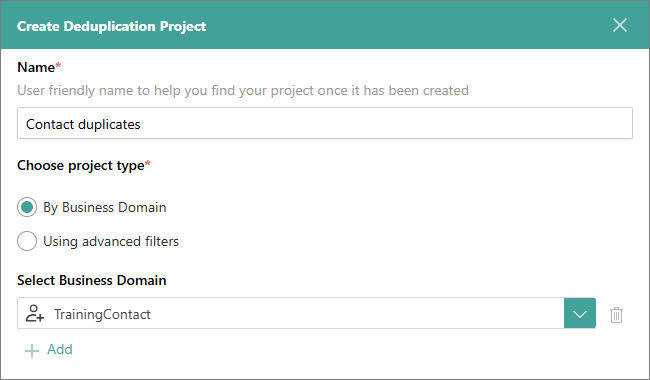 Create Deduplication Project
Name*
User friendly name to help you find your project once it has been created
Contact duplicates
Choose project type*
By Business Domain
Using advanced filters
Select Business Domain
TrainingContact
Add